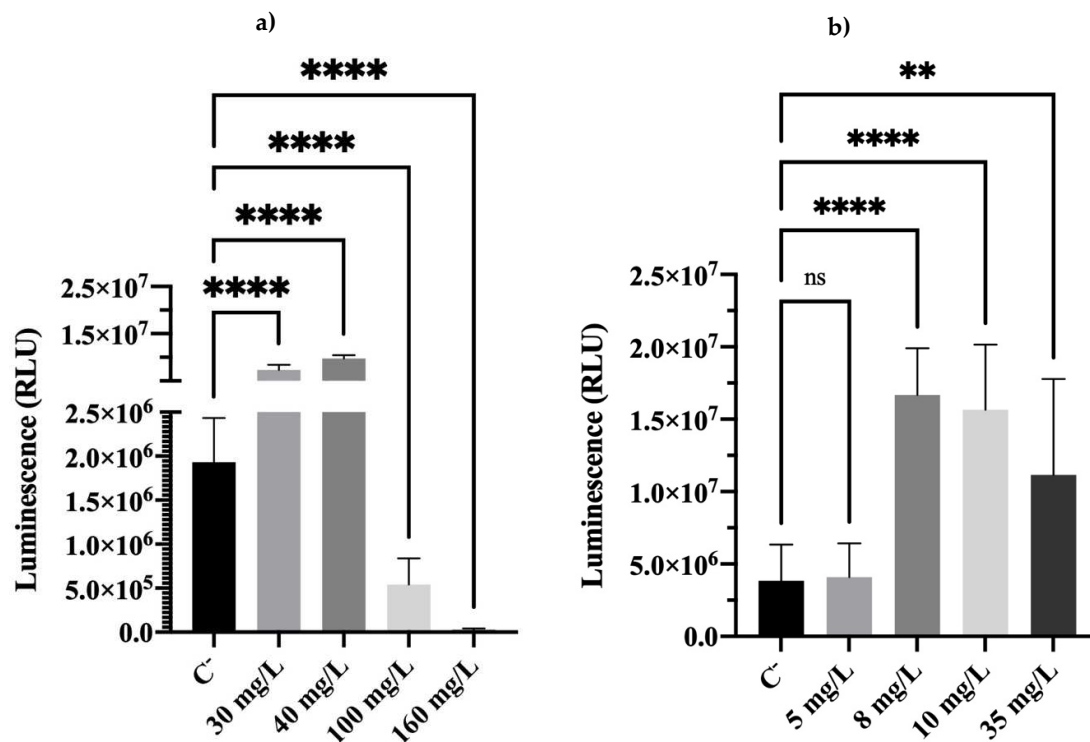 a)
****
****
****
****
2.5×10⁷
1.5×10⁷
2.5×10⁶
2.0×10⁶
1.5×10⁶
1.0×10⁶
5.0×10⁵
0.0
Luminescence (RLU)
C⁻
30 mg/L
40 mg/L
100 mg/L
160 mg/L
b)
**
****
****
ns
2.5×10⁷
2.0×10⁷
1.5×10⁷
1.0×10⁷
5.0×10⁶
0.0
Luminescence (RLU)
C⁻
5 mg/L
8 mg/L
10 mg/L
35 mg/L